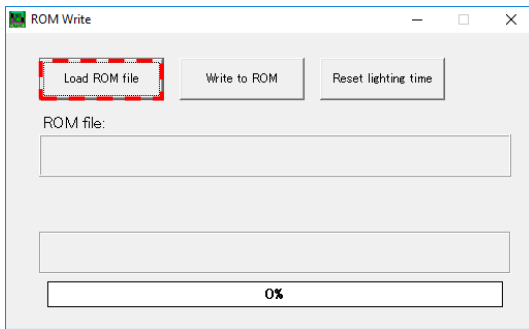 ROM Write
Load ROM file
Write to ROM
Reset lighting time
ROM file:
0%